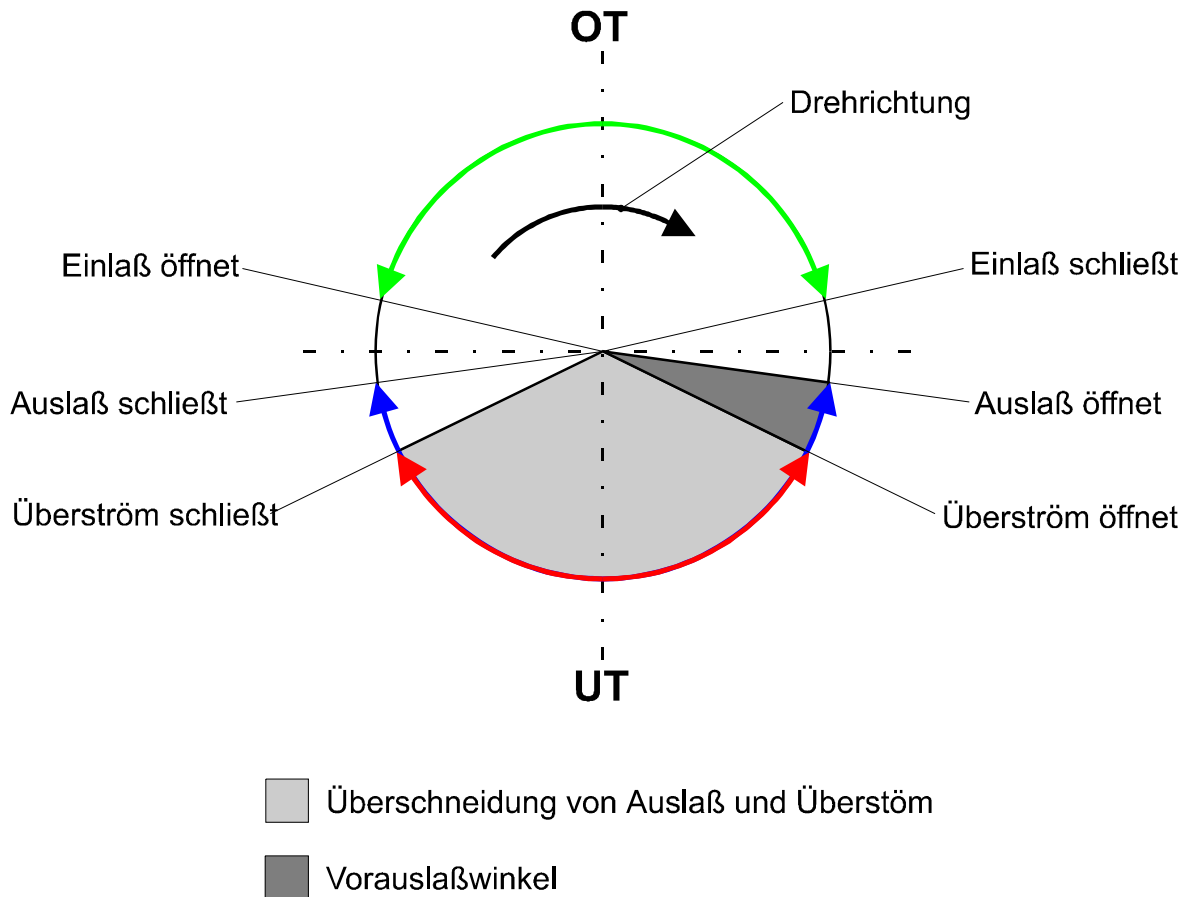 OT
Drehrichtung
Einlaß öffnet
Einlaß schließt
Auslaß schließt
Auslaß öffnet
Überström schließt
Überström öffnet
UT
Überschneidung von Auslaß und Überstöm
Vorauslaßwinkel